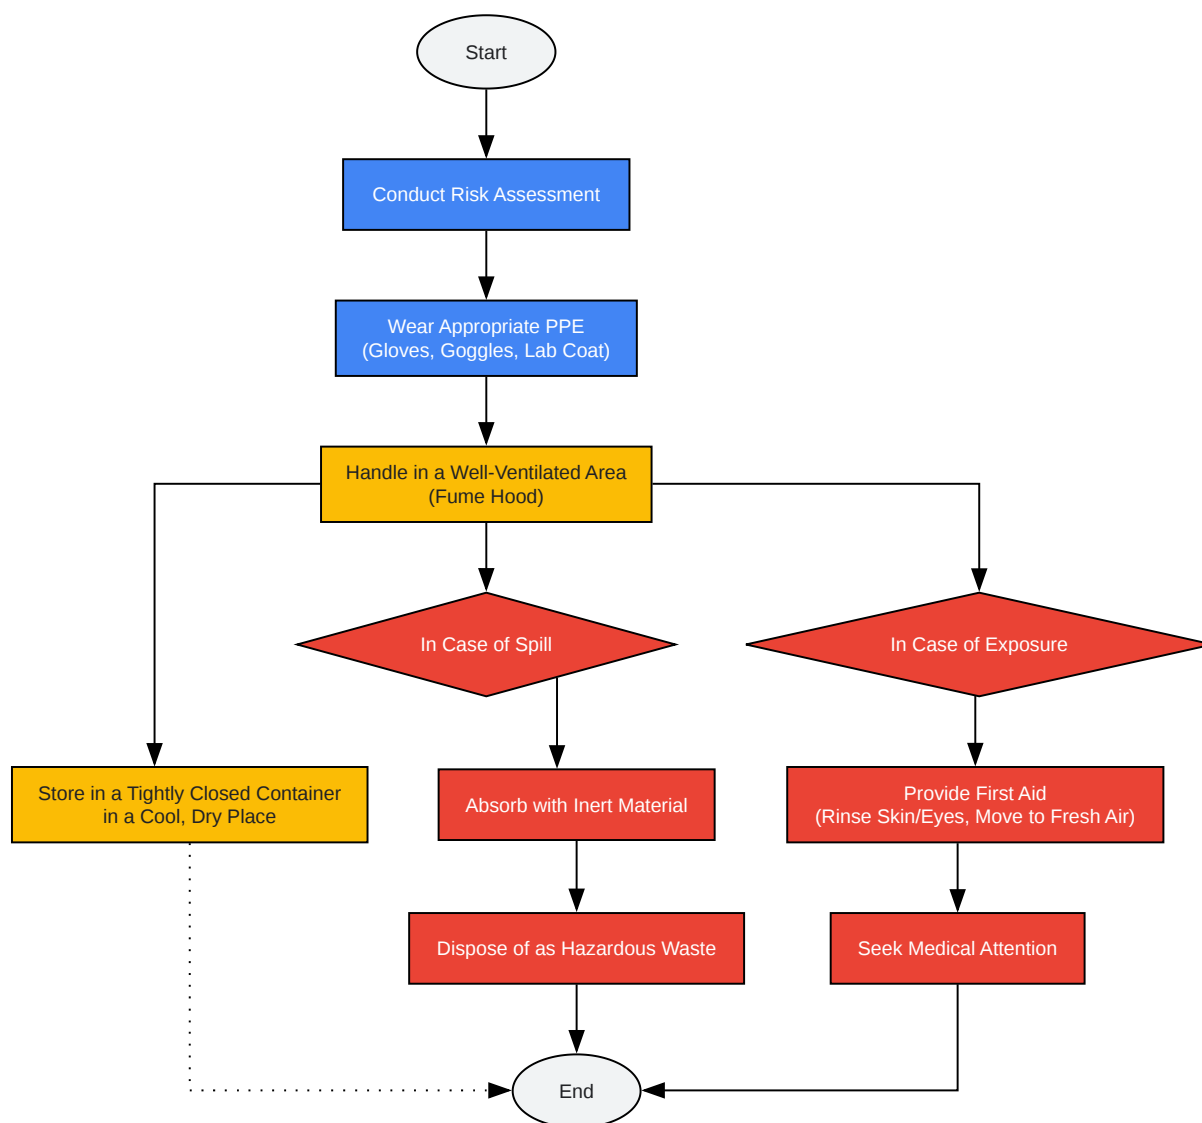 Start
Conduct Risk Assessment
Wear Appropriate PPE
(Gloves, Goggles, Lab Coat)
Handle in a Well-Ventilated Area
(Fume Hood)
In Case of Spill
In Case of Exposure
Store in a Tightly Closed Container
in a Cool, Dry Place
Absorb with Inert Material
Provide First Aid
(Rinse Skin/Eyes, Move to Fresh Air)
Dispose of as Hazardous Waste
Seek Medical Attention
End